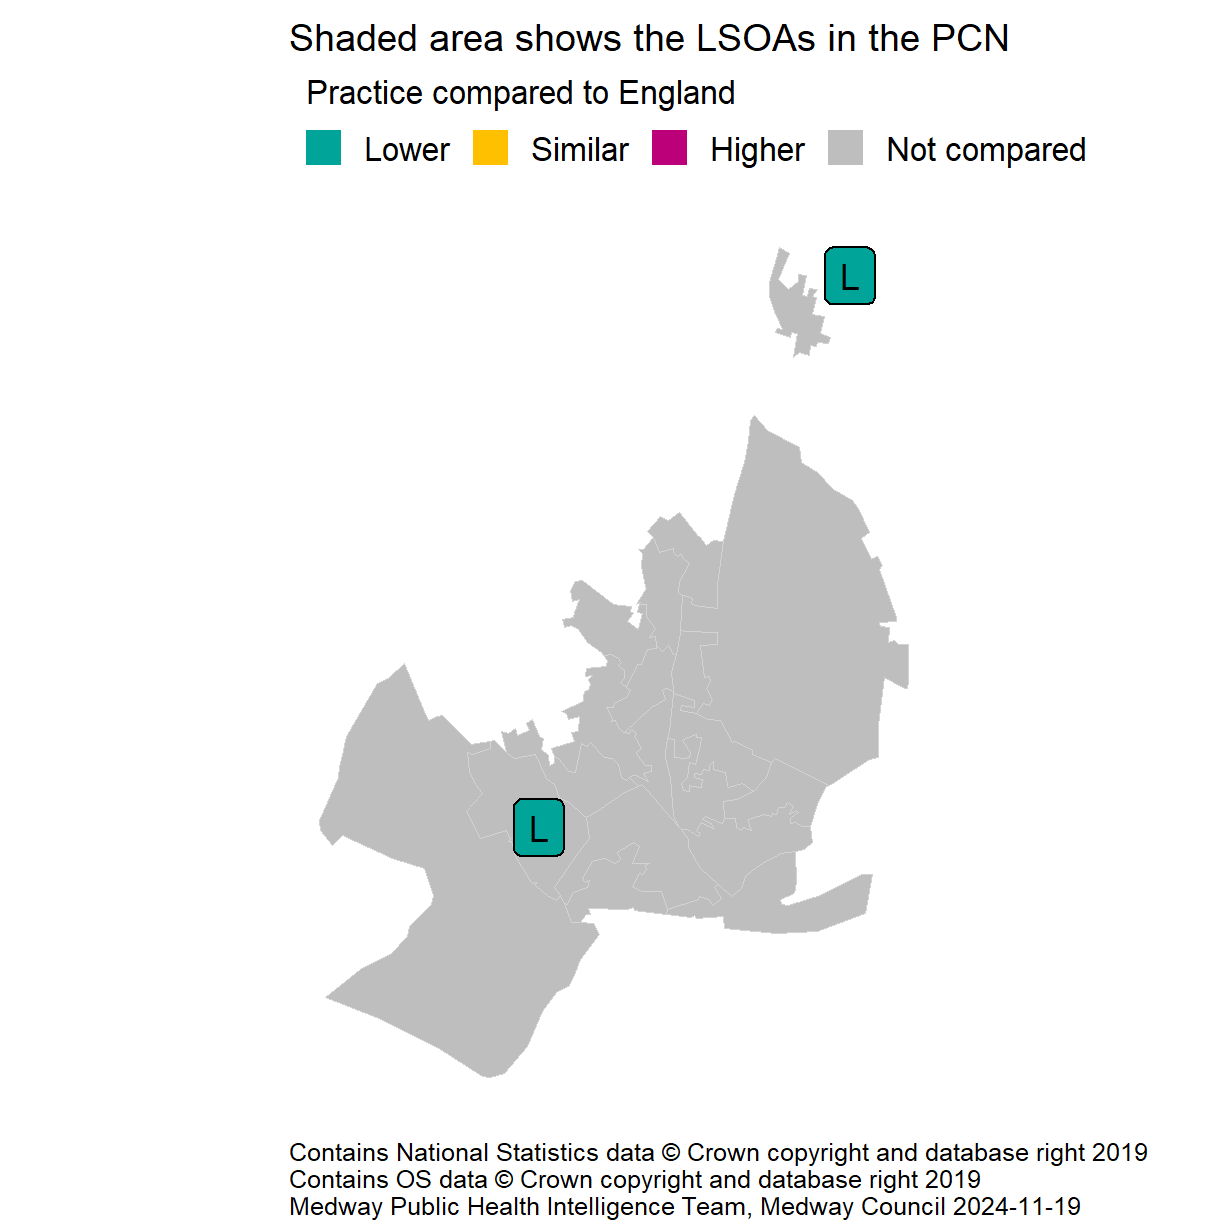 Shaded area shows the LSOAs in the PCN
Practice compared to England
Lower Similar Higher Not compared
L
L
Contains National Statistics data © Crown copyright and database right 2019
Contains OS data © Crown copyright and database right 2019
Medway Public Health Intelligence Team, Medway Council 2024-11-19